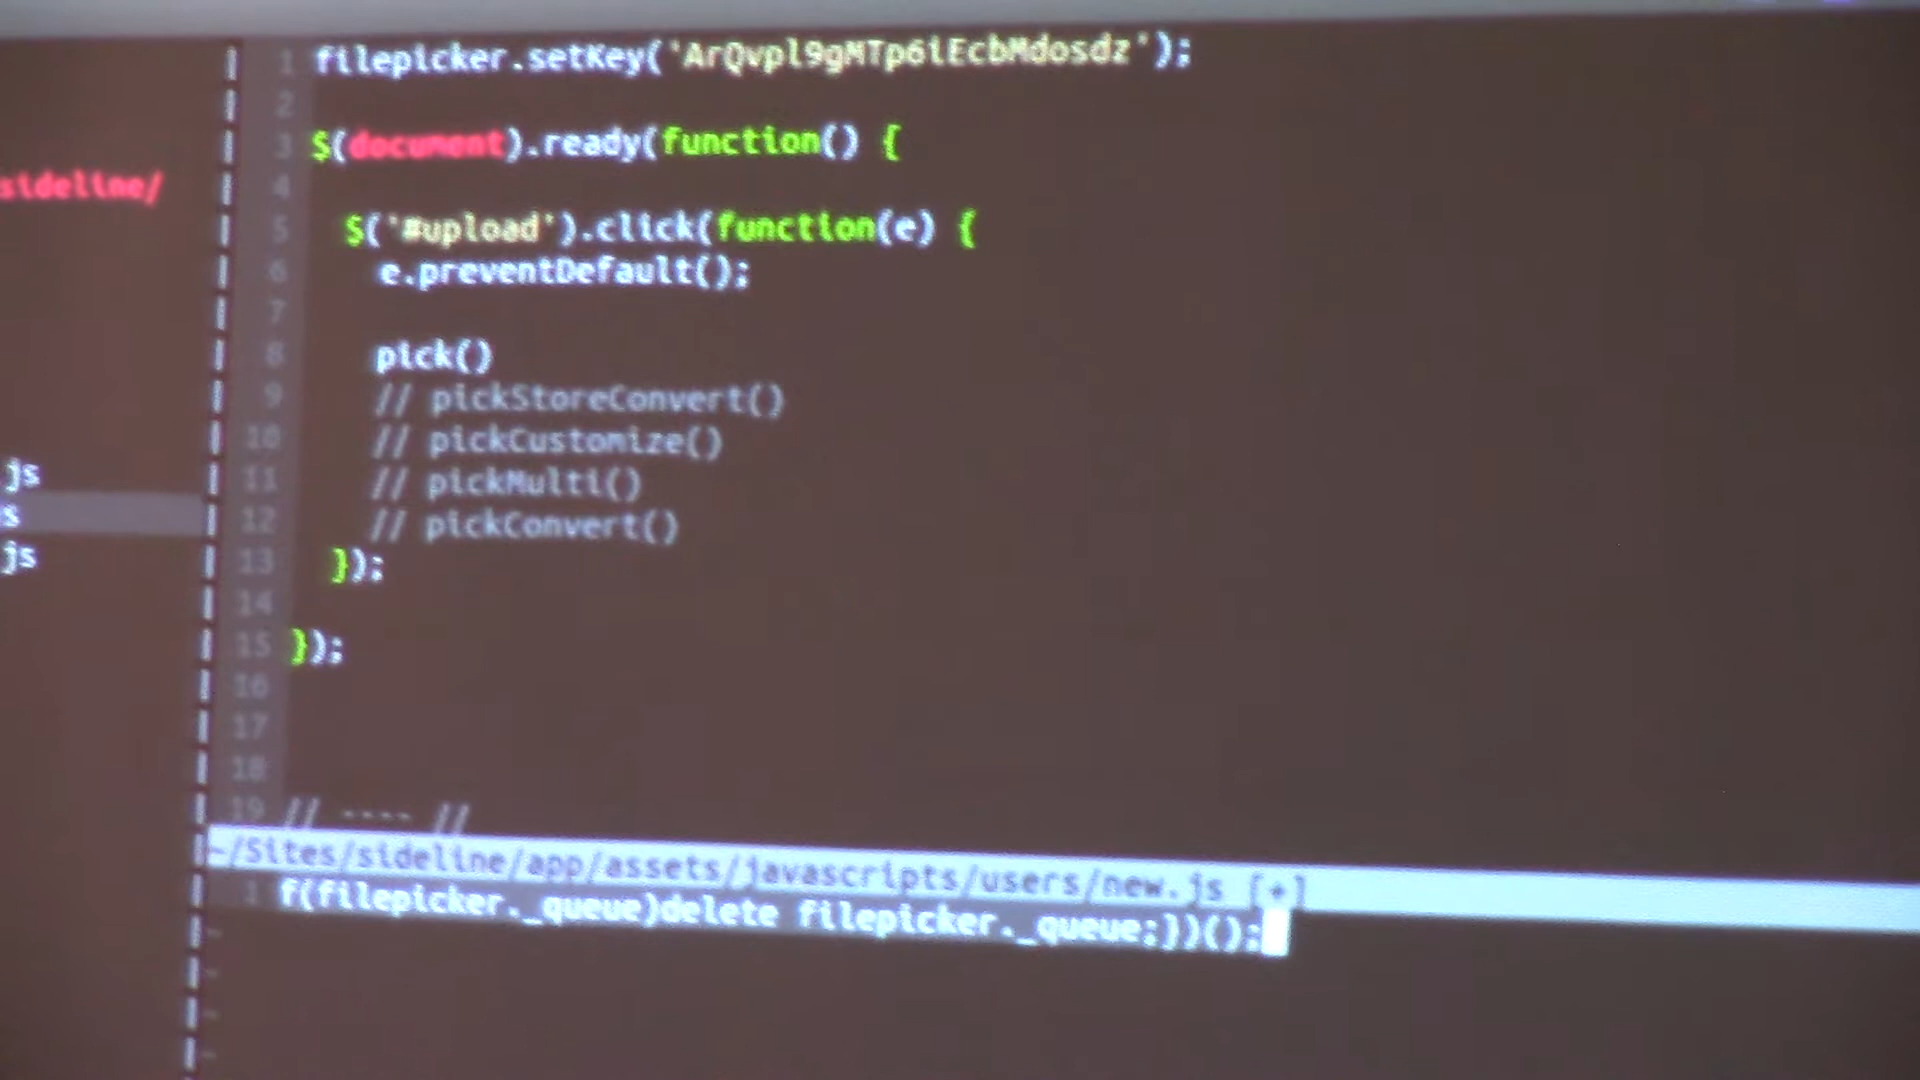 sideline/
js
s
js
1 filepicker.setKey('ArQvpl9gMTp6iEcbMdosdz');
2
3 $(document).ready(function() {
4
5 $('#upload').click(function(e) {
6 e.preventDefault();
7
8 pick()
9 // pickStoreConvert()
10 // pickCustomize()
11 // pickMulti()
12 // pickConvert()
13 });
14
15 });
16
17
18
19 // ---- //
~/Sites/sideline/app/assets/javascripts/users/new.js [+]
1 f(filepicker._queue)delete filepicker._queue;})();